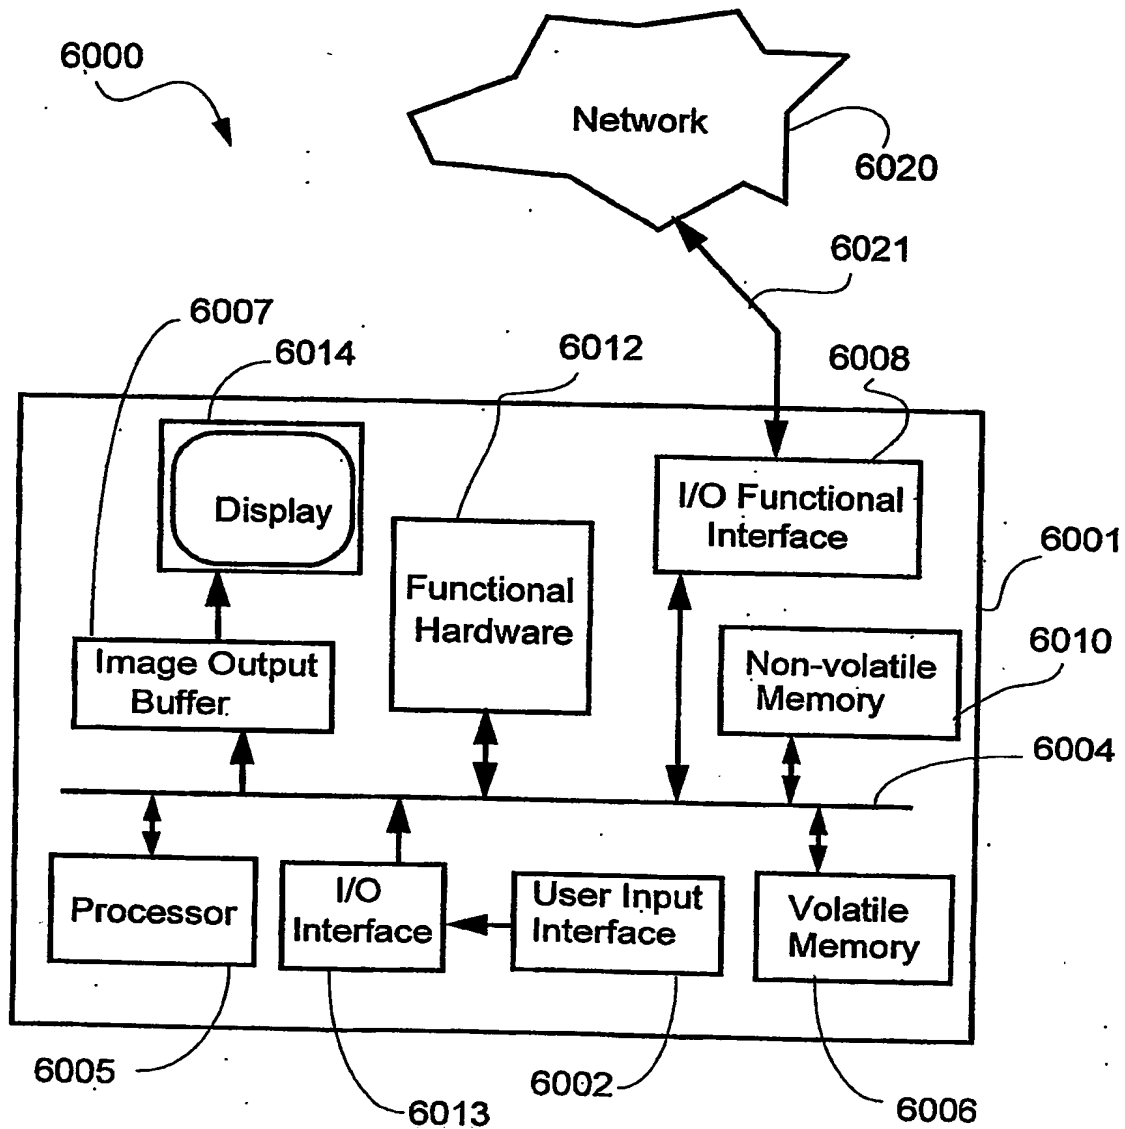 6000
Network
6020
6021
6007
6014
6012
6008
Display
I/O Functional
Interface
6001
Functional
Hardware
6010
Image Output
Buffer
Non-volatile
Memory
6004
Processor
I/O
Interface
User Input
Interface
Volatile
Memory
6005
6013
6002
6006